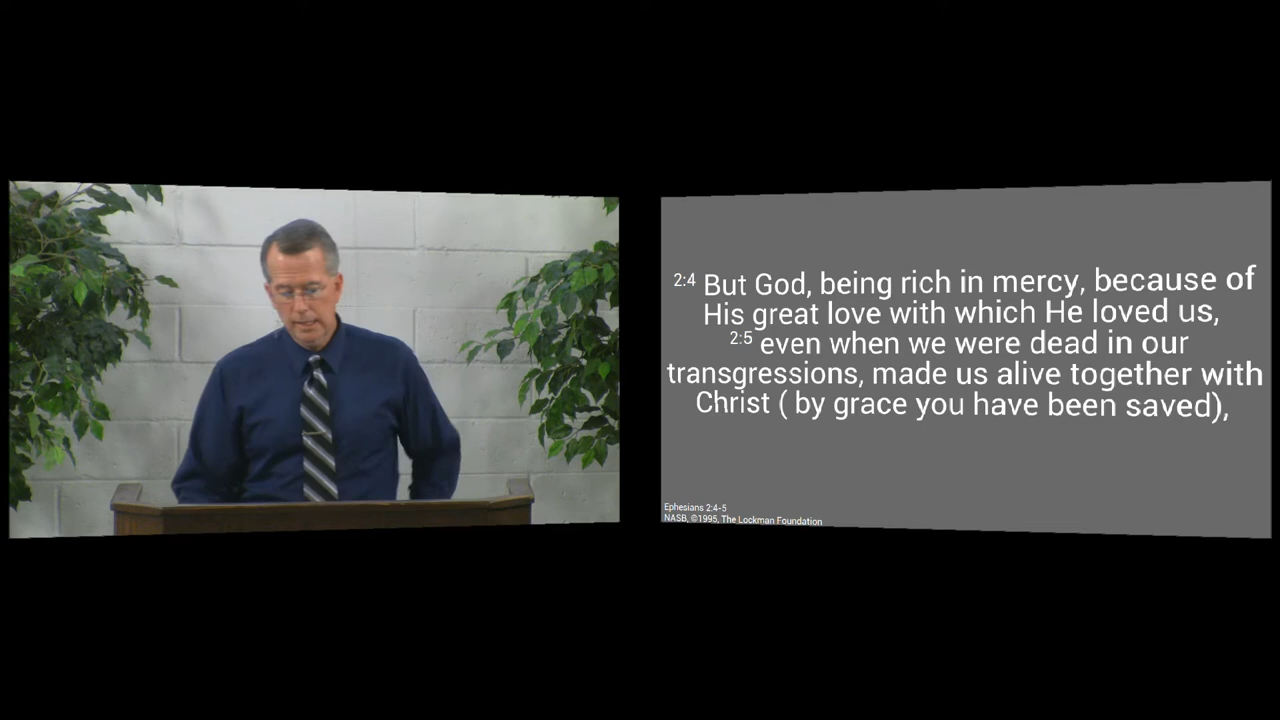 2:4 But God, being rich in mercy, because of
His great love with which He loved us,
2:5 even when we were dead in our
transgressions, made us alive together with
Christ ( by grace you have been saved),
Ephesians 2:4-5
NASB, ©1995, The Lockman Foundation